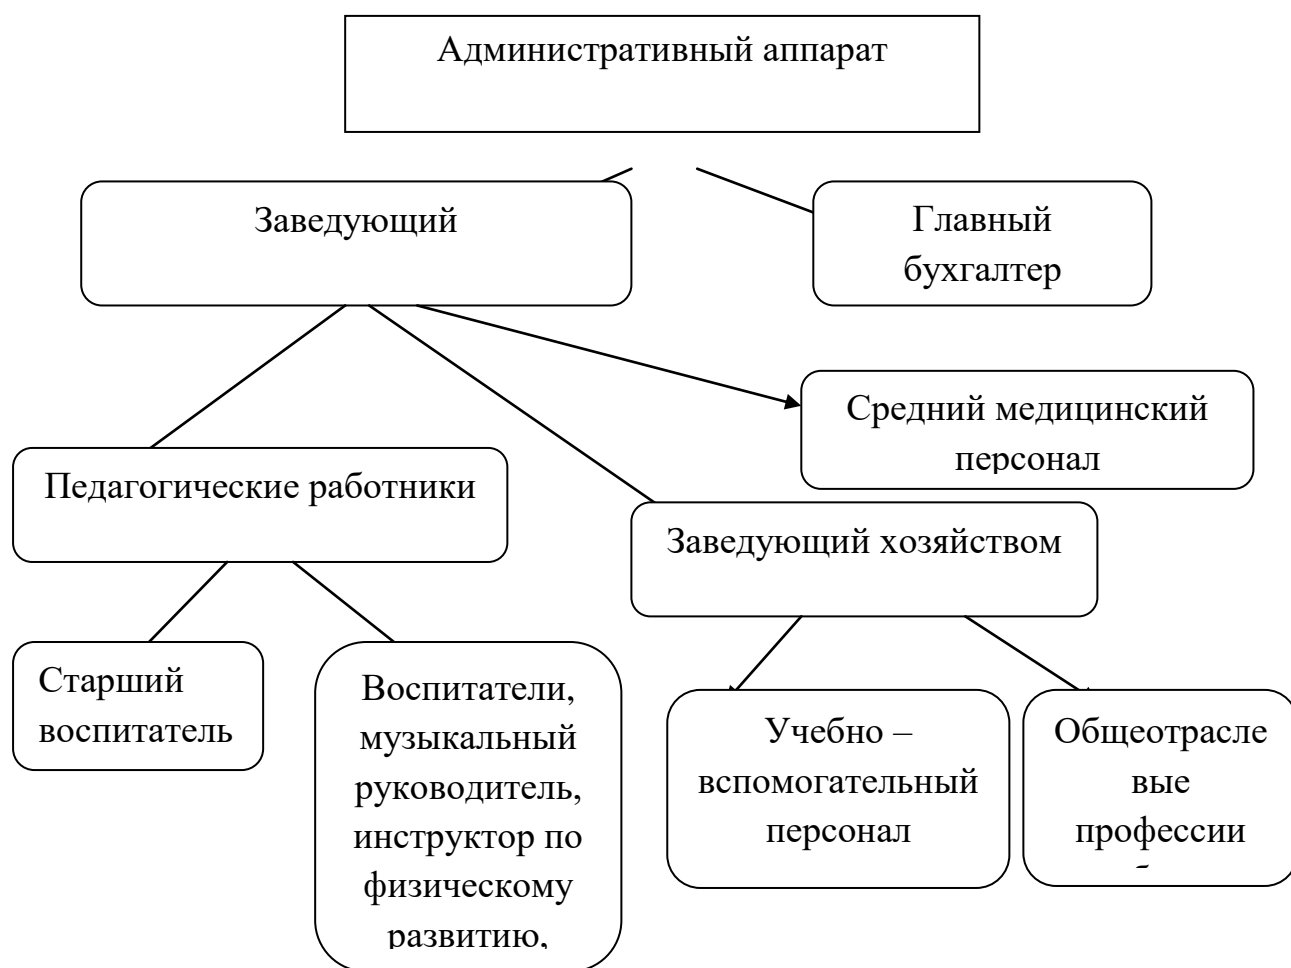 Административный аппарат
Заведующий
Главный
бухгалтер
Средний медицинский
персонал
Педагогические работники
Заведующий хозяйством
Старший
воспитатель
Воспитатели,
музыкальный
руководитель,
инструктор по
физическому
развитию,
Учебно –
вспомогательный
персонал
Общеотрасле
вые
профессии